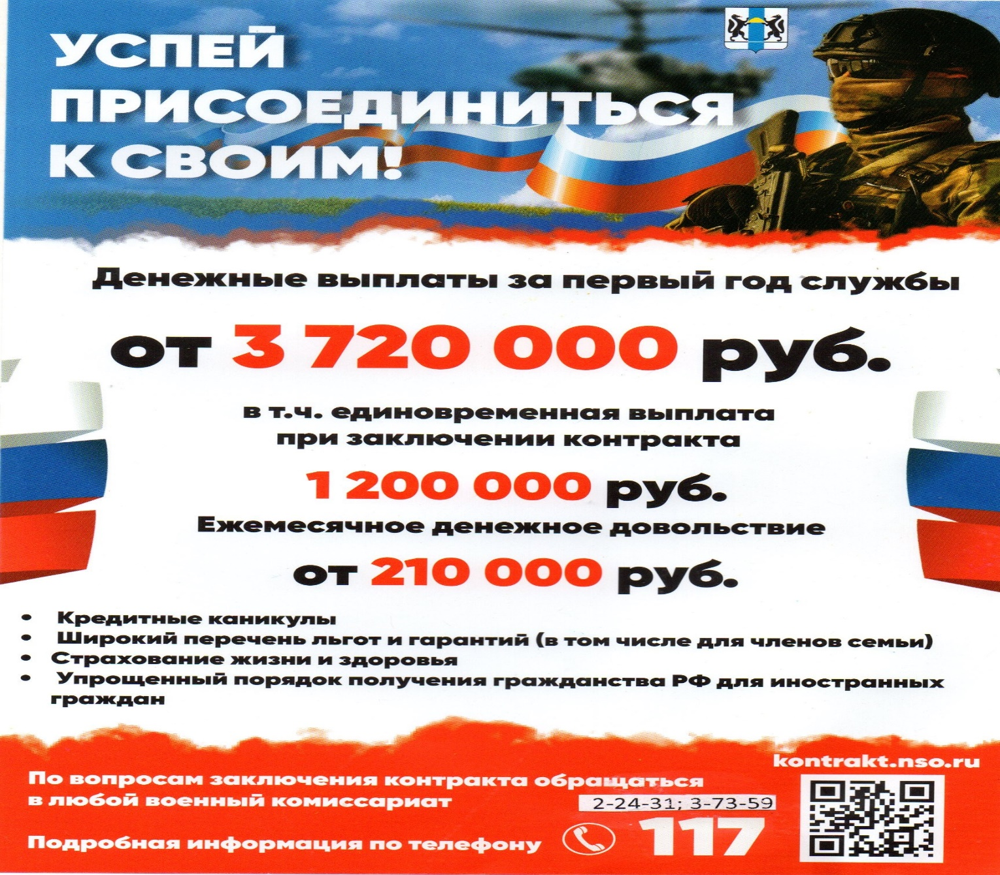 УСПЕЙ
ПРИСОЕДИНИТЬСЯ
К СВОИМ!
Денежные выплаты за первый год службы
от 3 720 000 руб.
в т.ч. единовременная выплата
при заключении контракта
1 200 000 руб.
Ежемесячное денежное довольствие
от 210 000 руб.
• Кредитные каникулы
• Широкий перечень льгот и гарантий (в том числе для членов семьи)
• Страхование жизни и здоровья
• Упрощенный порядок получения гражданства РФ для иностранных
граждан
kontrakt.nso.ru
По вопросам заключения контракта обращаться
в любой военный комиссариат
2-24-31; 3-73-59
Подробная информация по телефону 117